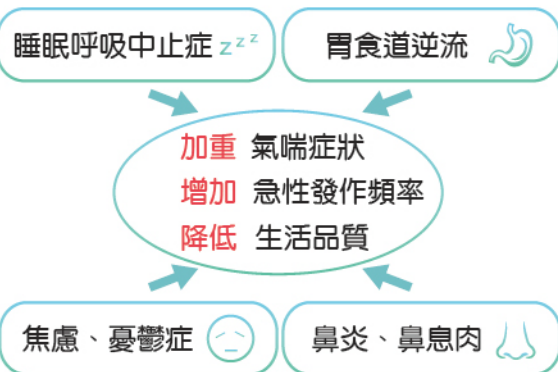 睡眠呼吸中止症 zzz
胃食道逆流
加重 氣喘症狀
增加 急性發作頻率
降低 生活品質
焦慮、憂鬱症
鼻炎、鼻息肉